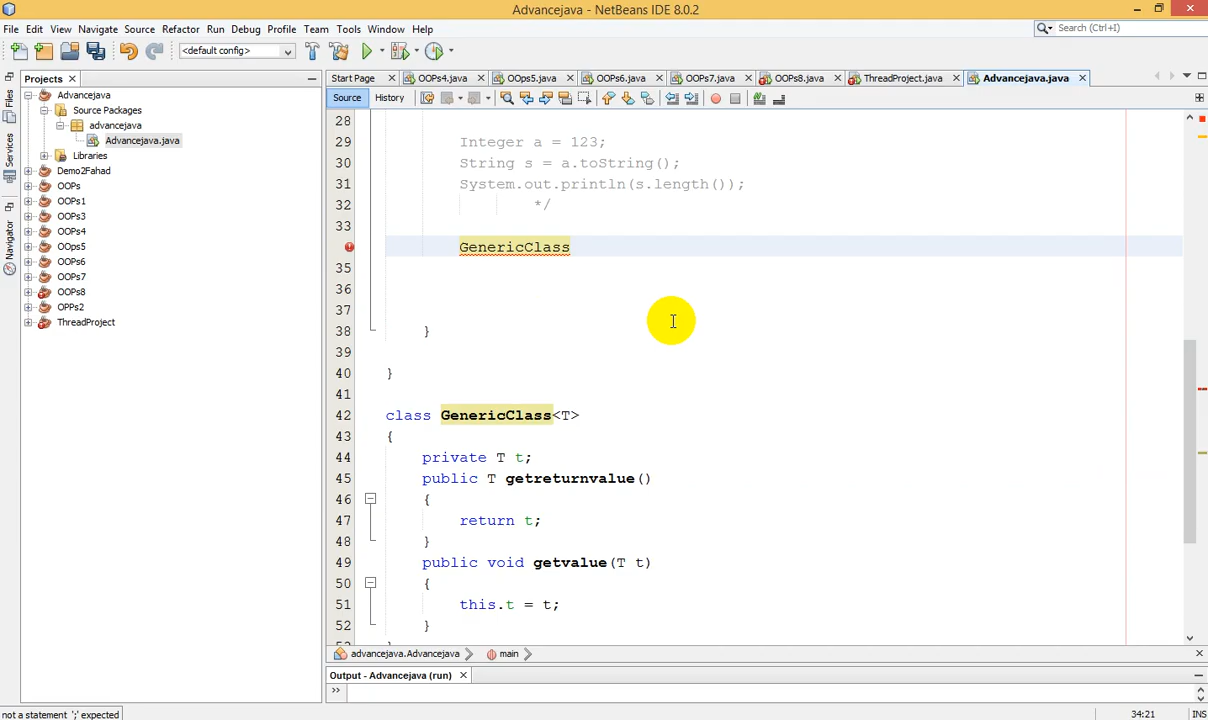 Advancejava - NetBeans IDE 8.0.2
File Edit View Navigate Source Refactor Run Debug Profile Team Tools Window Help
Search (Ctrl+I)
<default config>
Projects
Start Page OOPs4.java OOps5.java OOPs6.java OOPs7.java OOPs8.java ThreadProject.java Advancejava.java
Source History
Files
Services
Navigator
Advancejava
Source Packages
advancejava
Advancejava.java
Libraries
Demo2Fahad
OOPs
OOPs1
OOPs3
OOPs4
OOps5
OOPs6
OOPs7
OOPs8
OPPs2
ThreadProject
28
29 Integer a = 123;
30 String s = a.toString();
31 System.out.println(s.length());
32 */
33
GenericClass
35
36
37
38 }
39
40 }
41
42 class GenericClass<T>
43 {
44 private T t;
45 public T getreturnvalue()
46 {
47 return t;
48 }
49 public void getvalue(T t)
50 {
51 this.t = t;
52 }
advancejava.Advancejava main
Output - Advancejava (run)
not a statement ';' expected
34:21 INS